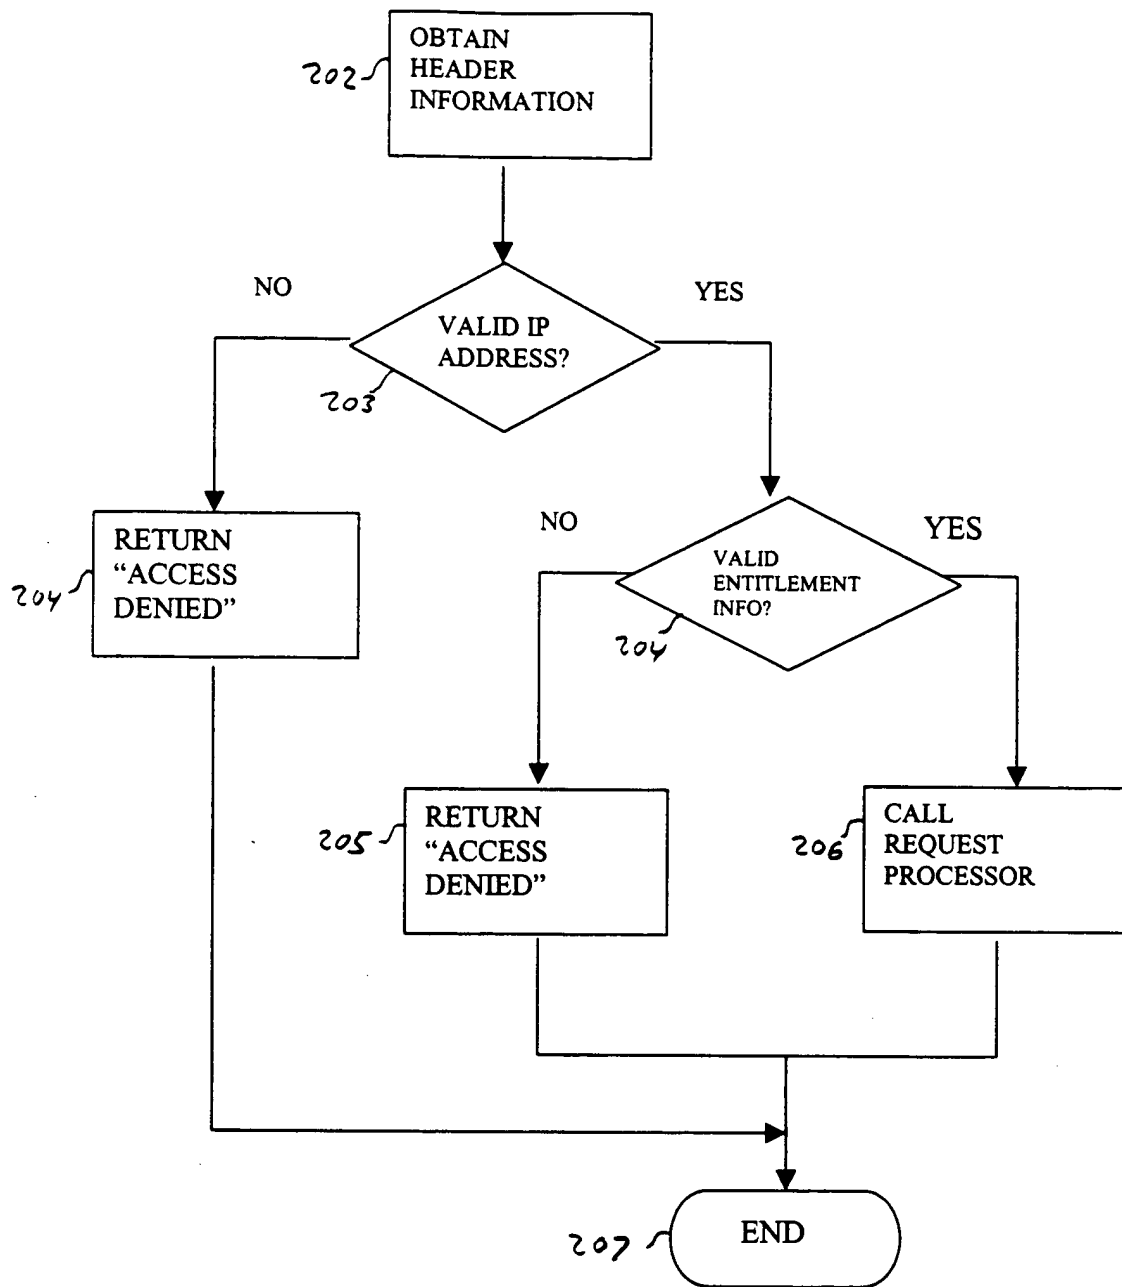 OBTAIN
HEADER
INFORMATION
202
NO
YES
VALID IP
ADDRESS?
203
NO
YES
RETURN
“ACCESS
DENIED”
204
VALID
ENTITLEMENT
INFO?
204
RETURN
“ACCESS
DENIED”
205
CALL
REQUEST
PROCESSOR
206
END
207